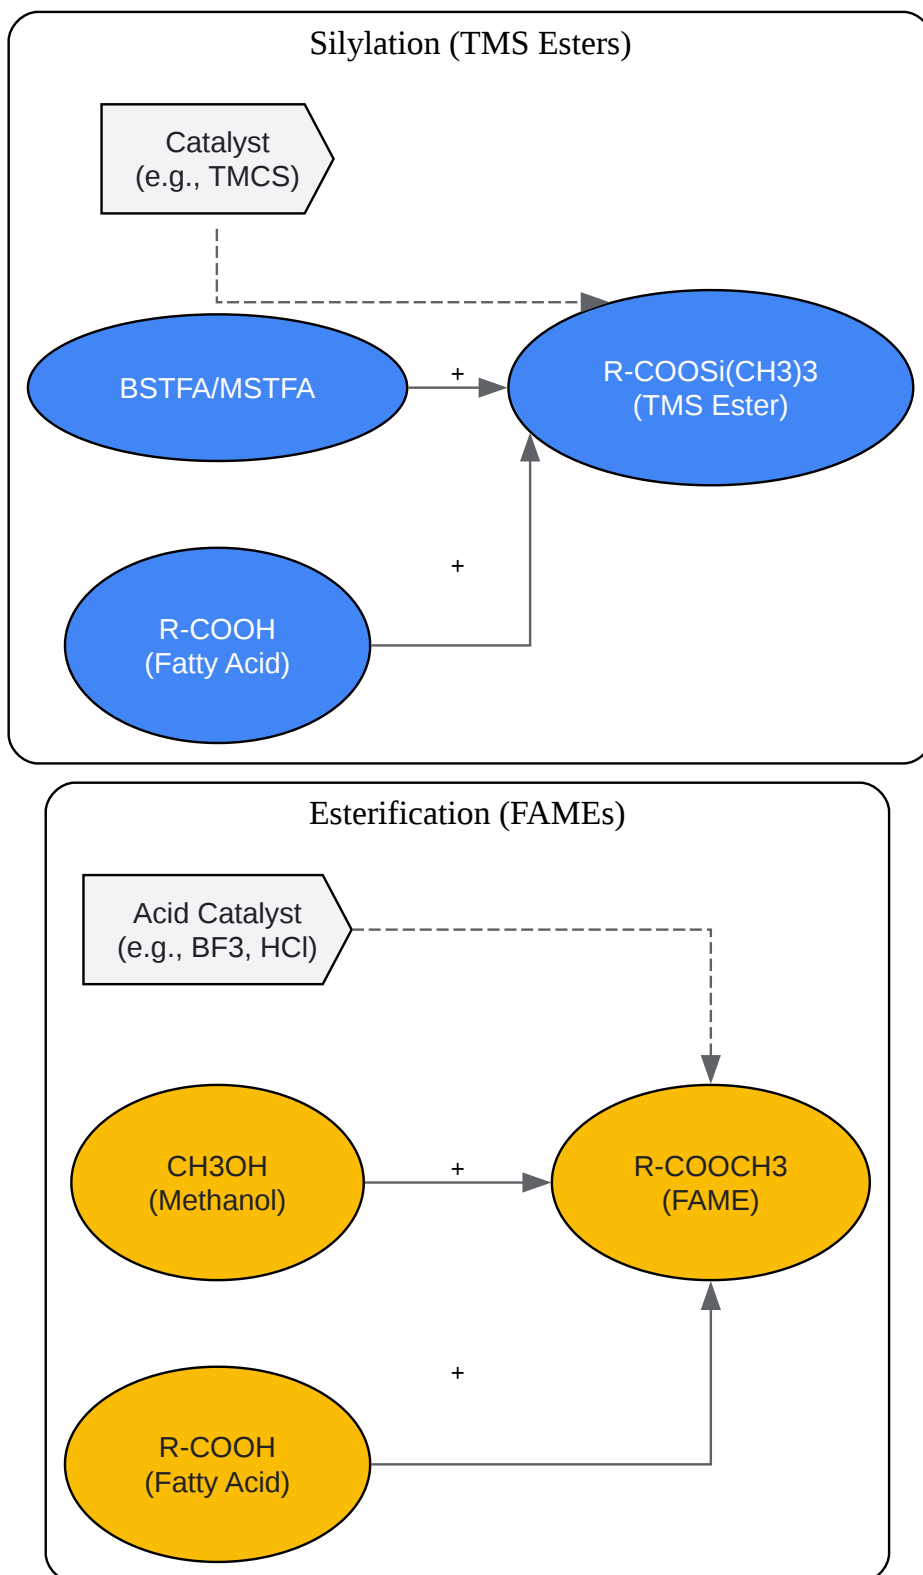 Silylation (TMS Esters)
Catalyst
(e.g., TMCS)
BSTFA/MSTFA
+
R-COOSi(CH3)3
(TMS Ester)
+
R-COOH
(Fatty Acid)
Esterification (FAMEs)
Acid Catalyst
(e.g., BF3, HCl)
CH3OH
(Methanol)
+
R-COOCH3
(FAME)
+
R-COOH
(Fatty Acid)